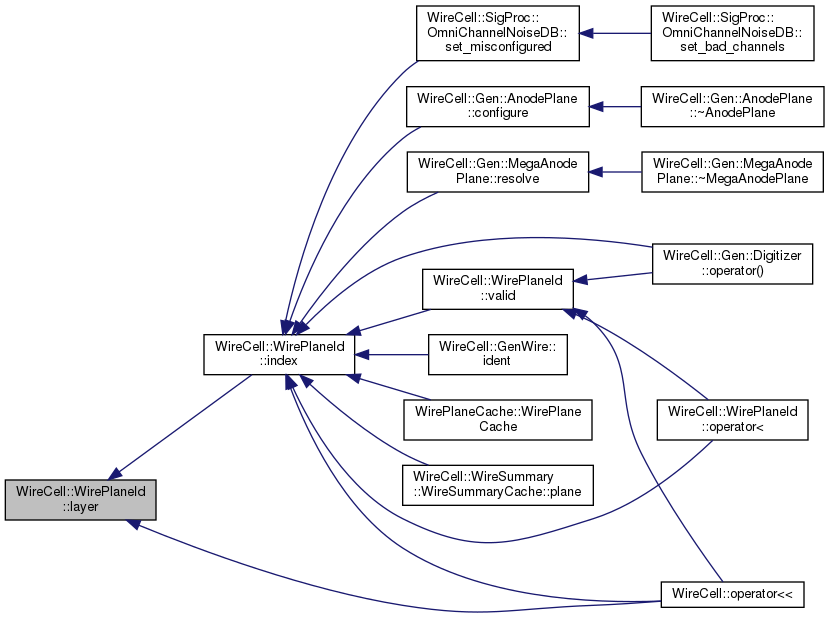 WireCell::SigProc::
OmniChannelNoiseDB::
set_misconfigured
WireCell::SigProc::
OmniChannelNoiseDB::
set_bad_channels
WireCell::Gen::AnodePlane
::configure
WireCell::Gen::AnodePlane
::~AnodePlane
WireCell::Gen::MegaAnode
Plane::resolve
WireCell::Gen::MegaAnode
Plane::~MegaAnodePlane
WireCell::Gen::Digitizer
::operator()
WireCell::WirePlaneId
::valid
WireCell::WirePlaneId
::index
WireCell::GenWire::
ident
WirePlaneCache::WirePlane
Cache
WireCell::WirePlaneId
::operator<
WireCell::WireSummary
::WireSummaryCache::plane
WireCell::WirePlaneId
::layer
WireCell::operator<<